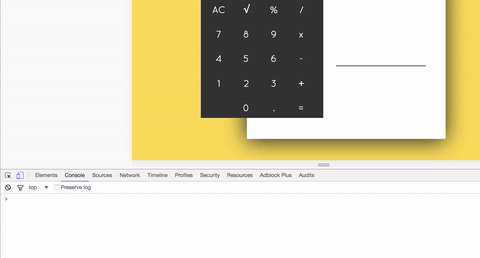 AC √ % /
7 8 9 x
4 5 6 -
1 2 3 +
0 . =
Elements Console Sources Network Timeline Profiles Security Resources Adblock Plus Audits
top ▼ Preserve log
>